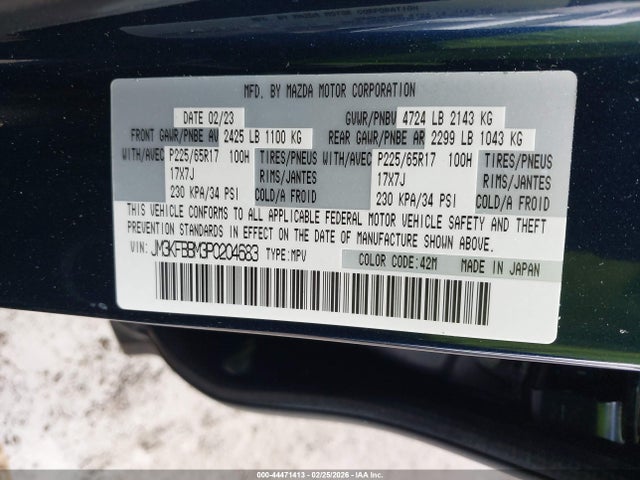 MFD. BY MAZDA MOTOR CORPORATION
DATE 02/23 GVWR/PNBV 4724 LB 2143 KG
FRONT GAWR/PNBE AV 2425 LB 1100 KG REAR GAWR/PNBE AR 2299 LB 1043 KG
WITH/AVEC P225/65R17 100H TIRES/PNEUS WITH/AVEC P225/65R17 100H TIRES/PNEUS
17X7J RIMS/JANTES 17X7J RIMS/JANTES
230 KPA/34 PSI COLD/A FROID 230 KPA/34 PSI COLD/A FROID
THIS VEHICLE CONFORMS TO ALL APPLICABLE FEDERAL MOTOR VEHICLE SAFETY AND THEFT
PREVENTION STANDARDS IN EFFECT ON THE DATE OF MANUFACTURE SHOWN ABOVE.
VIN: JM3KFBBM3P0204683 TYPE:MPV COLOR CODE:42M MADE IN JAPAN
000-44471413 - 02/25/2026 - IAA Inc.